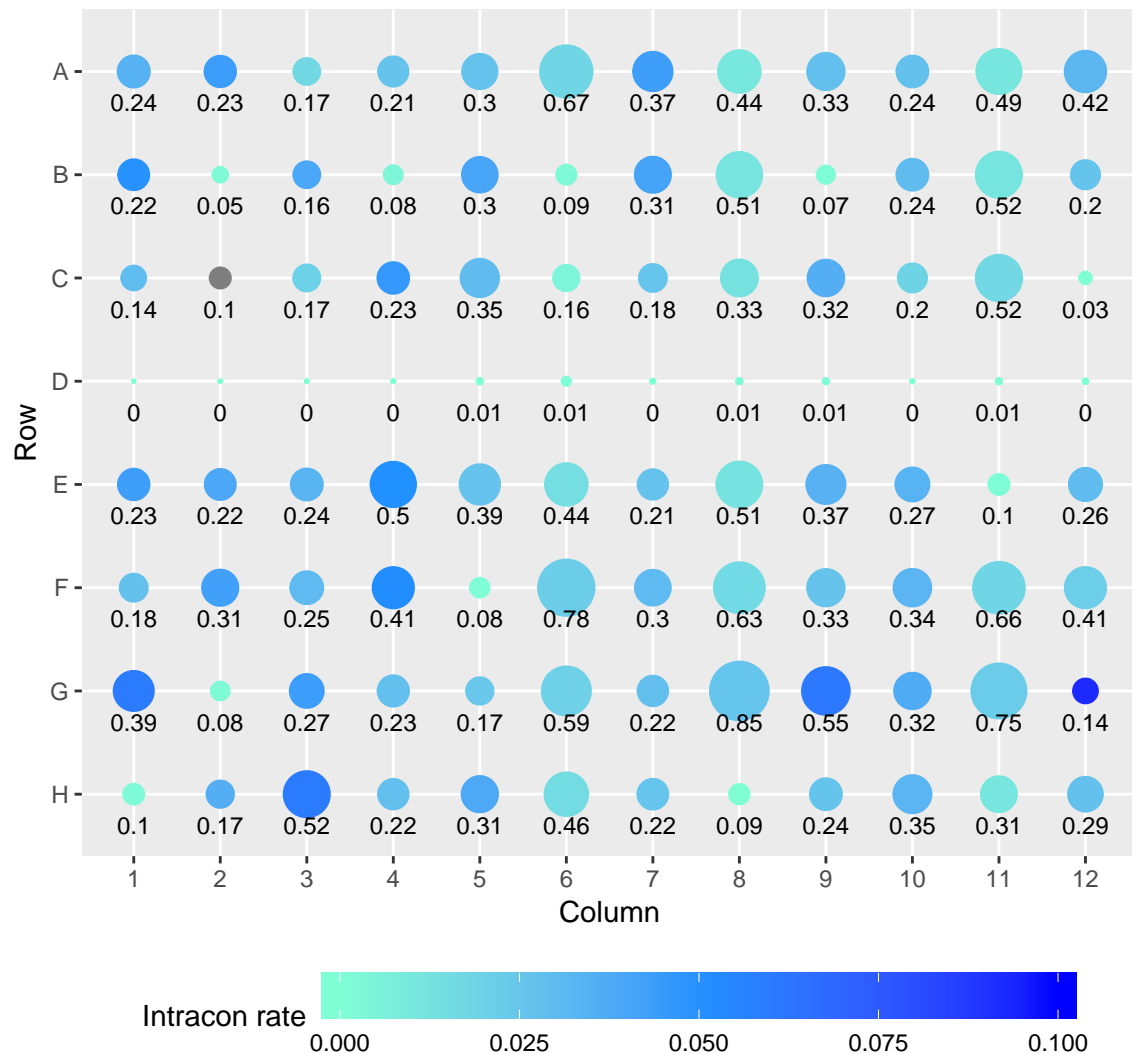 A
0.24 0.23 0.17 0.21 0.3 0.67 0.37 0.44 0.33 0.24 0.49 0.42
B
0.22 0.05 0.16 0.08 0.3 0.09 0.31 0.51 0.07 0.24 0.52 0.2
C
0.14 0.1 0.17 0.23 0.35 0.16 0.18 0.33 0.32 0.2 0.52 0.03
D
0 0 0 0 0.01 0.01 0 0.01 0.01 0 0.01 0
Row
E
0.23 0.22 0.24 0.5 0.39 0.44 0.21 0.51 0.37 0.27 0.1 0.26
F
0.18 0.31 0.25 0.41 0.08 0.78 0.3 0.63 0.33 0.34 0.66 0.41
G
0.39 0.08 0.27 0.23 0.17 0.59 0.22 0.85 0.55 0.32 0.75 0.14
H
0.1 0.17 0.52 0.22 0.31 0.46 0.22 0.09 0.24 0.35 0.31 0.29
1 2 3 4 5 6 7 8 9 10 11 12
Column
Intracon rate
0.000 0.025 0.050 0.075 0.100